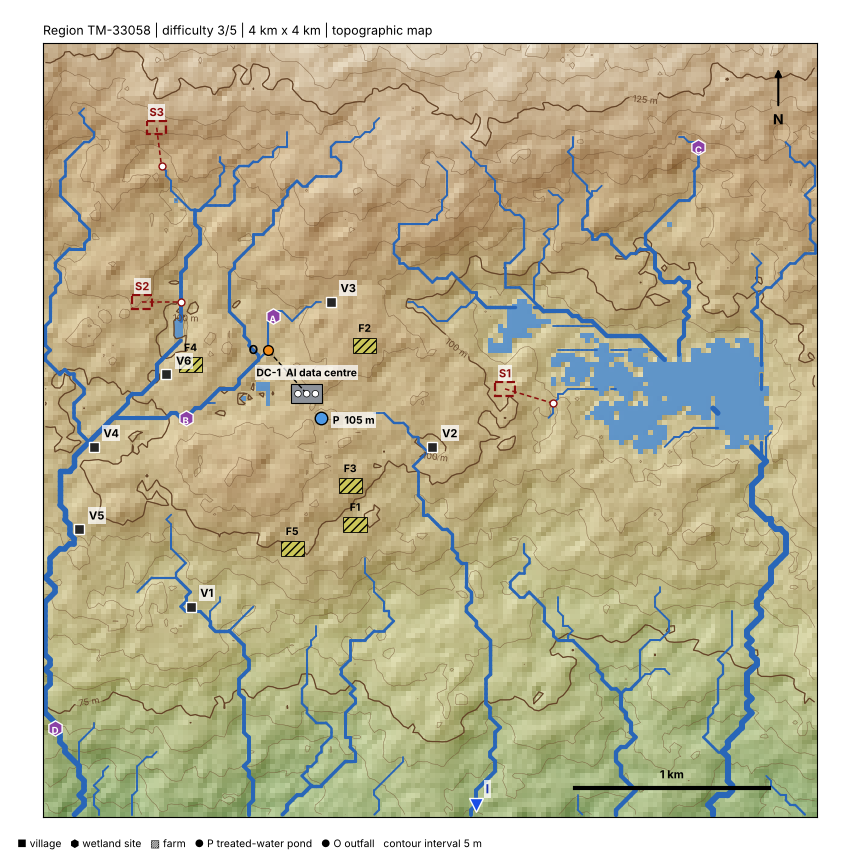 Region TM-33058 | difficulty 3/5 | 4 km x 4 km | topographic map
125 m
N
S3
C
S2
V3
A
100 m
F2
F4
O
V6
100 m
DC-1 AI data centre
S1
B
P 105 m
V4
V2
100 m
F3
V5
F1
F5
V1
75 m
D
1 km
I
village wetland site farm P treated-water pond O outfall contour interval 5 m